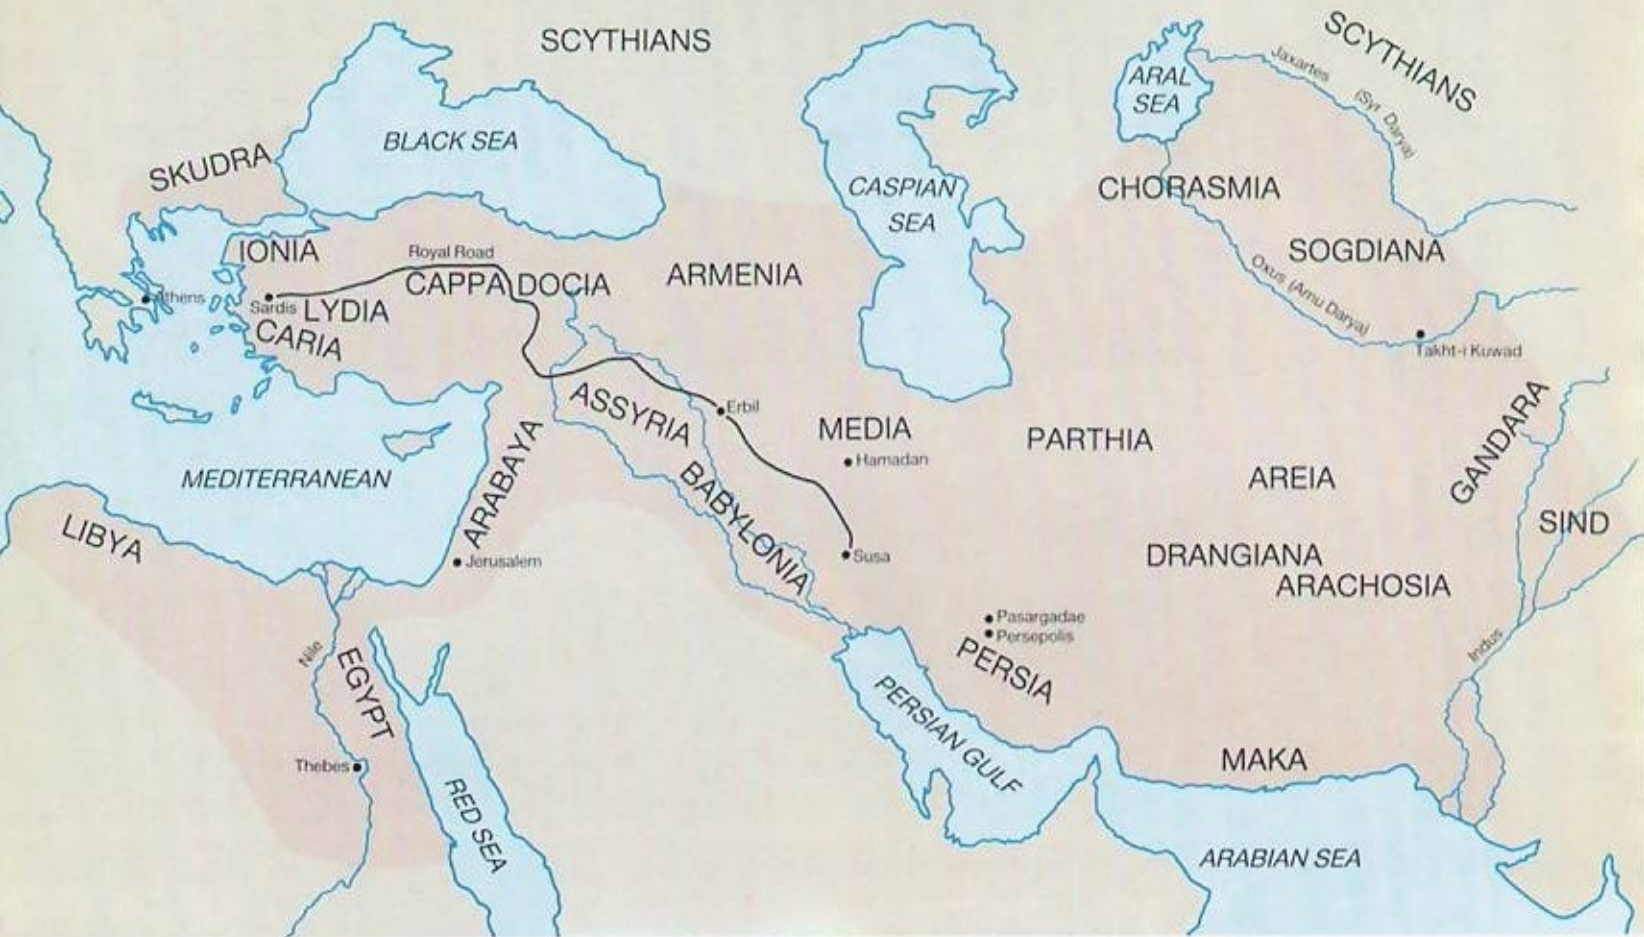 SCYTHIANS
SCYTHIANS
ARAL
SEA
Jaxartes
(Syr Darya)
BLACK SEA
SKUDRA
CASPIAN
SEA
CHORASMIA
IONIA
Royal Road
SOGDIANA
CAPPADOCIA
ARMENIA
Oxus (Amu Darya)
Athens
Sardis
LYDIA
CARIA
Takht-i Kuwad
ASSYRIA
Erbil
MEDIA
PARTHIA
GANDARA
Hamadan
MEDITERRANEAN
ARABAYA
BABYLONIA
AREIA
LIBYA
SIND
Jerusalem
Susa
DRANGIANA
ARACHOSIA
Pasargadae
Persepolis
PERSIA
Nile
EGYPT
Indus
PERSIAN GULF
Thebes
MAKA
RED SEA
ARABIAN SEA